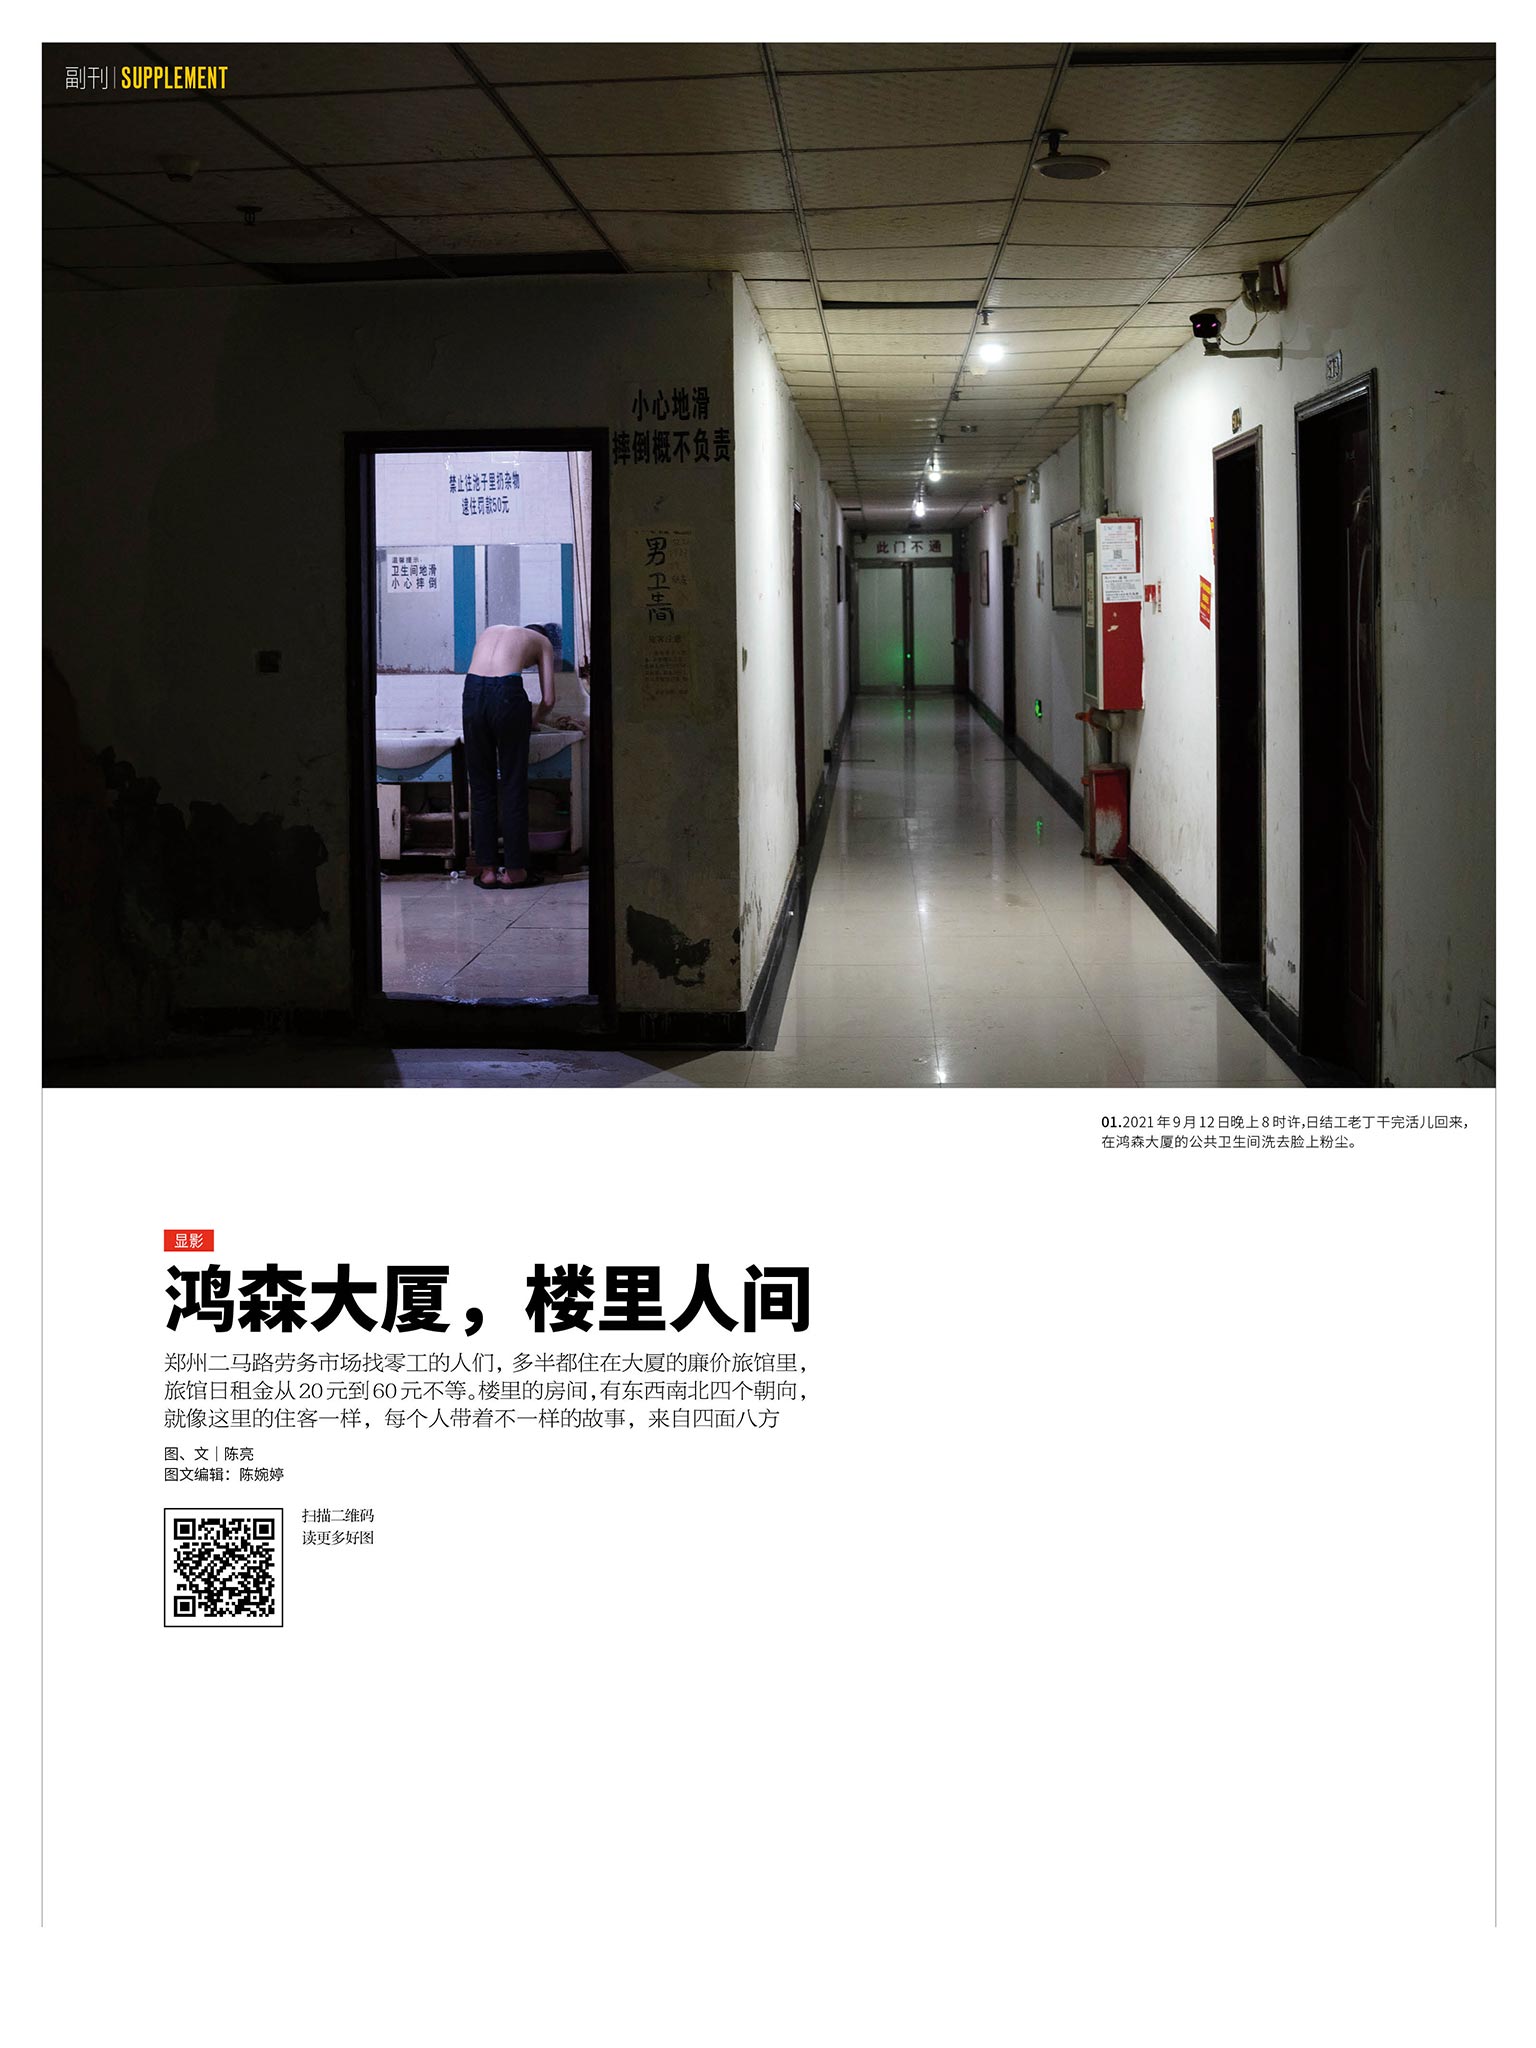 副刊|SUPPLEMENT
小心地滑
摔倒概不负责
禁止往池子里扔杂物
逮住罚款50元
温馨提示:
卫生间地滑
小心摔倒
男卫生间
此门不通
01.2021年9月12日晚上8时许,日结工老丁干完活儿回来,
在鸿森大厦的公共卫生间洗去脸上粉尘。
显影
鸿森大厦，楼里人间
郑州二马路劳务市场找零工的人们，多半都住在大厦的廉价旅馆里，
旅馆日租金从20元到60元不等。楼里的房间，有东西南北四个朝向，
就像这里的住客一样，每个人带着不一样的故事，来自四面八方
图、文｜陈亮
图文编辑：陈婉婷
扫描二维码
读更多好图